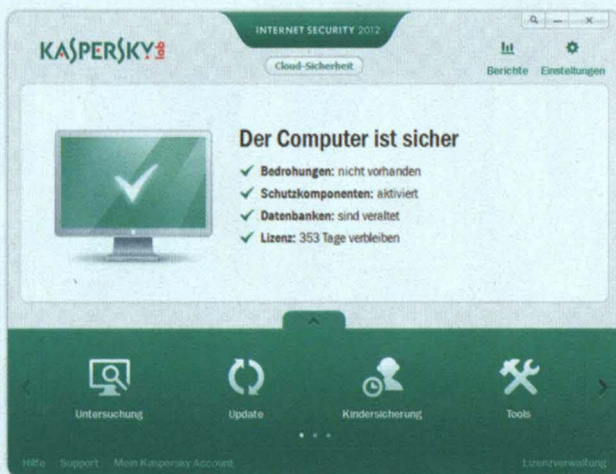 KASPERSKY lab
INTERNET SECURITY 2012
Cloud-Sicherheit
Berichte Einstellungen
Der Computer ist sicher
Bedrohungen: nicht vorhanden
Schutzkomponenten: aktiviert
Datenbanken: sind veraltet
Lizenz: 353 Tage verbleiben
Untersuchung Update Kindersicherung Tools
Hilfe Support Mein Kaspersky Account Lizenzverwaltung